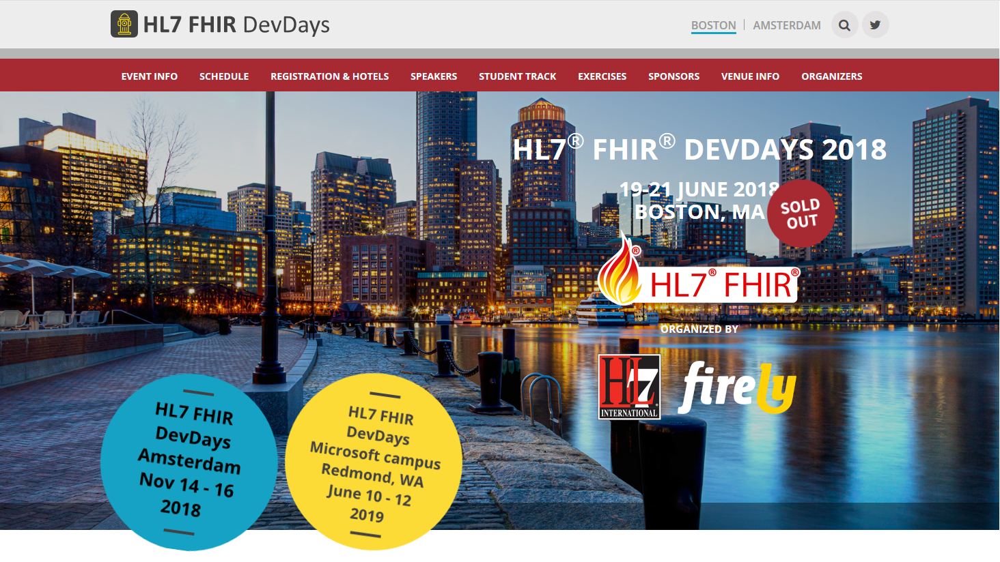 HL7 FHIR DevDays
BOSTON | AMSTERDAM
EVENT INFO SCHEDULE REGISTRATION & HOTELS SPEAKERS STUDENT TRACK EXERCISES SPONSORS VENUE INFO ORGANIZERS
HL7® FHIR® DEVDAYS 2018
19-21 JUNE 2018
BOSTON, MA
SOLD
OUT
®
HL7® FHIR®
ORGANIZED BY
HL7®
INTERNATIONAL
firely
HL7 FHIR
DevDays
Amsterdam
Nov 14 - 16
2018
HL7 FHIR
DevDays
Microsoft campus
Redmond, WA
June 10 - 12
2019